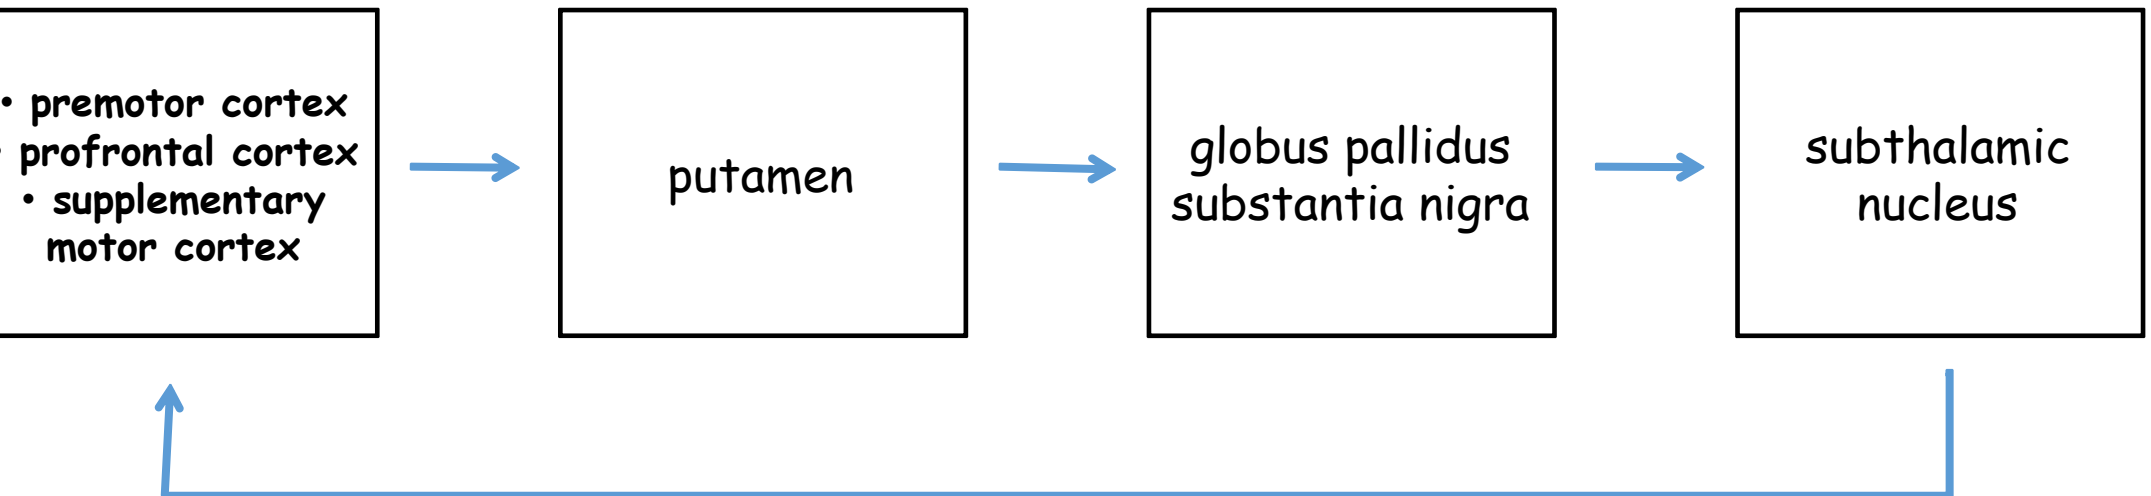 • premotor cortex
• profrontal cortex
• supplementary
motor cortex
putamen
globus pallidus
substantia nigra
subthalamic
nucleus